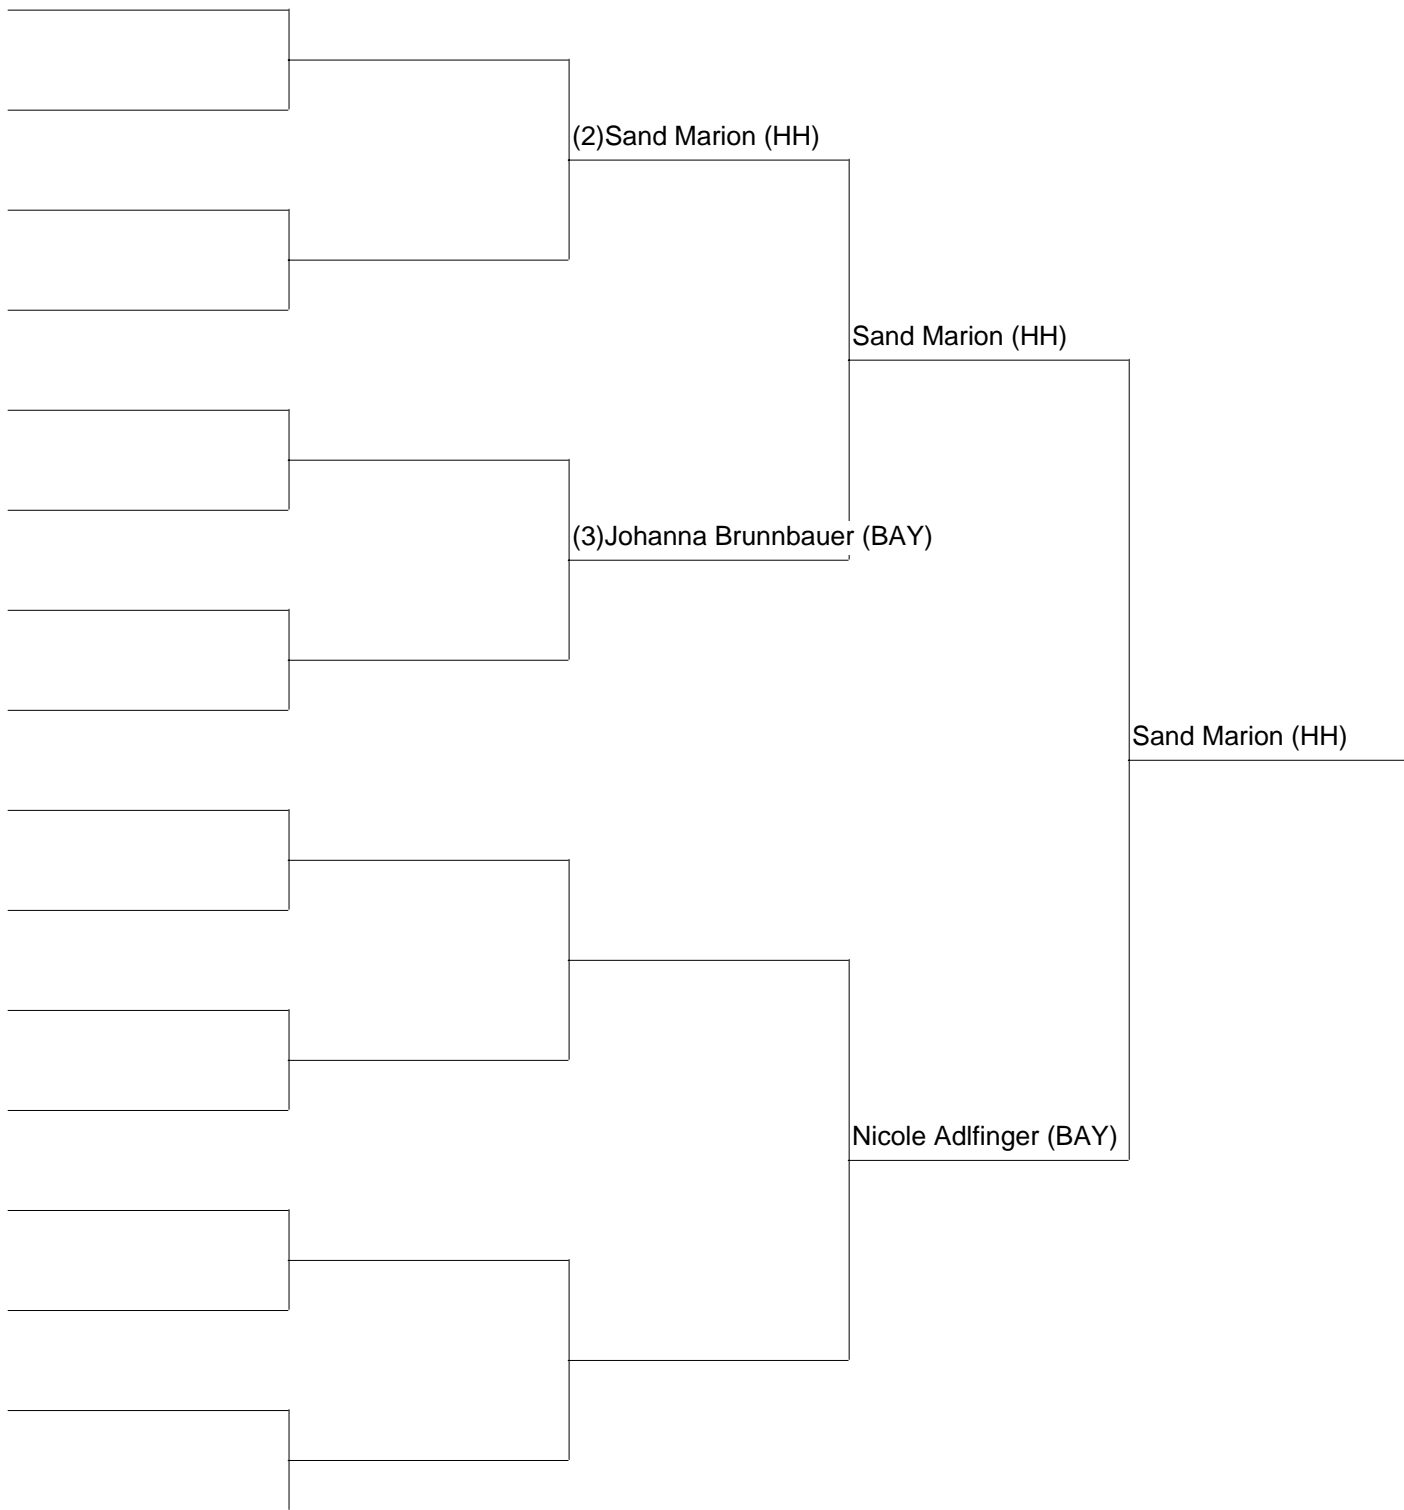 (2)Sand Marion (HH)
Sand Marion (HH)
(3)Johanna Brunnbauer (BAY)
Sand Marion (HH)
Nicole Adlfinger (BAY)